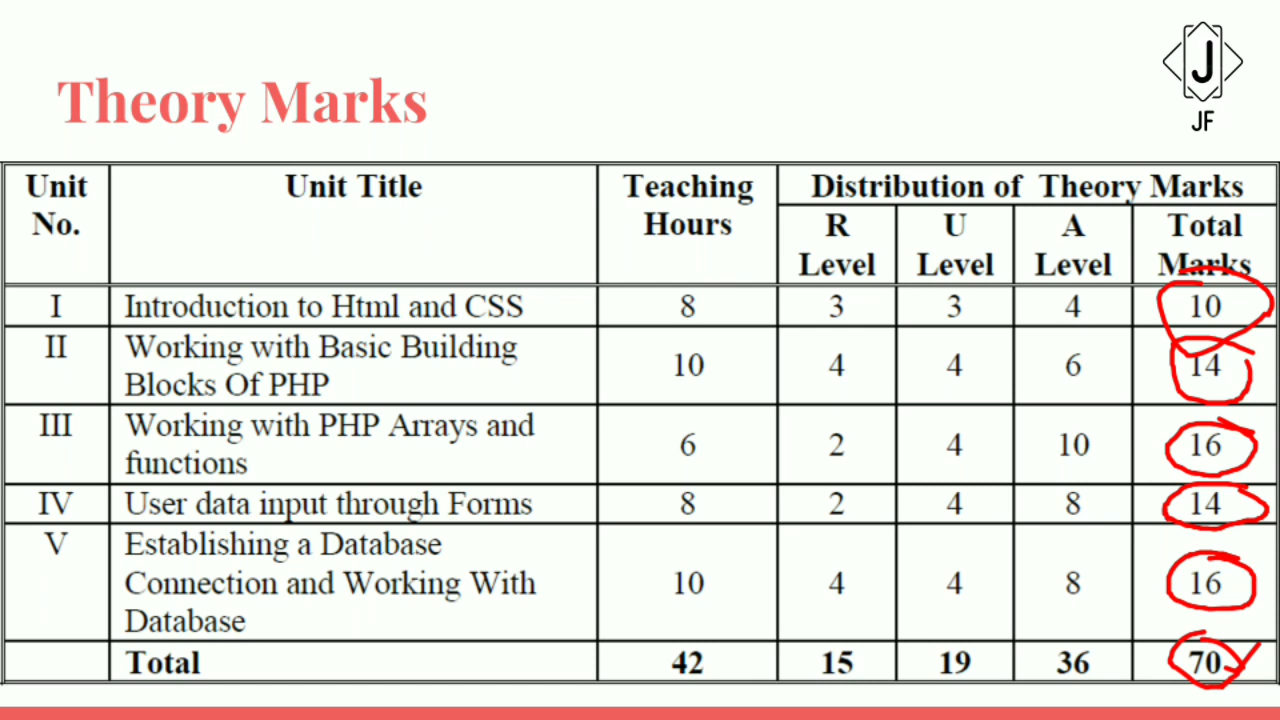 J
JF
Theory Marks
Unit No. Unit Title Teaching Hours Distribution of Theory Marks
R Level U Level A Level Total Marks
I Introduction to Html and CSS 8 3 3 4 10
II Working with Basic Building
Blocks Of PHP 10 4 4 6 14
III Working with PHP Arrays and
functions 6 2 4 10 16
IV User data input through Forms 8 2 4 8 14
V Establishing a Database
Connection and Working With
Database 10 4 4 8 16
Total 42 15 19 36 70